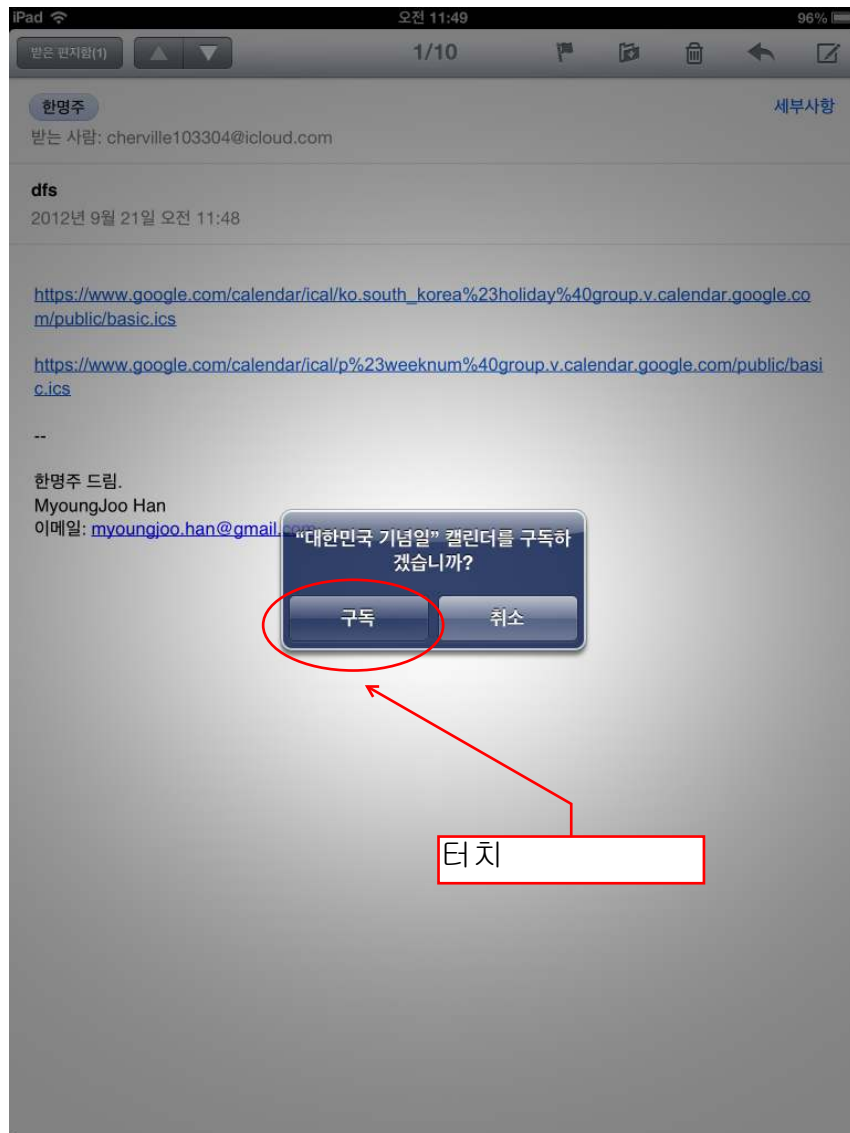 iPad 오전 11:49 96%
받은 편지함(1) 1/10
한명주 세부사항
받는 사람: cherville103304@icloud.com
dfs
2012년 9월 21일 오전 11:48
https://www.google.com/calendar/ical/ko.south_korea%23holiday%40group.v.calendar.google.co
m/public/basic.ics
https://www.google.com/calendar/ical/p%23weeknum%40group.v.calendar.google.com/public/basi
c.ics
--
한명주 드림.
MyoungJoo Han
이메일: myoungjoo.han@gmail.com
“대한민국 기념일” 캘린더를 구독하
겠습니까?
구독 취소
터치